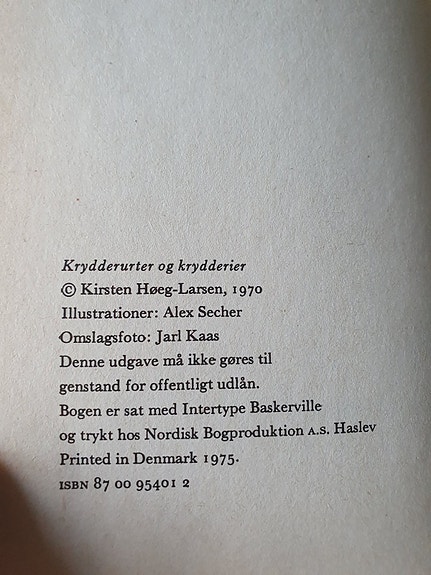 Krydderurter og krydderier
© Kirsten Høeg-Larsen, 1970
Illustrationer: Alex Secher
Omslagsfoto: Jarl Kaas
Denne udgave må ikke gøres til
genstand for offentligt udlån.
Bogen er sat med Intertype Baskerville
og trykt hos Nordisk Bogproduktion A.S. Haslev
Printed in Denmark 1975.
ISBN 87 00 95401 2